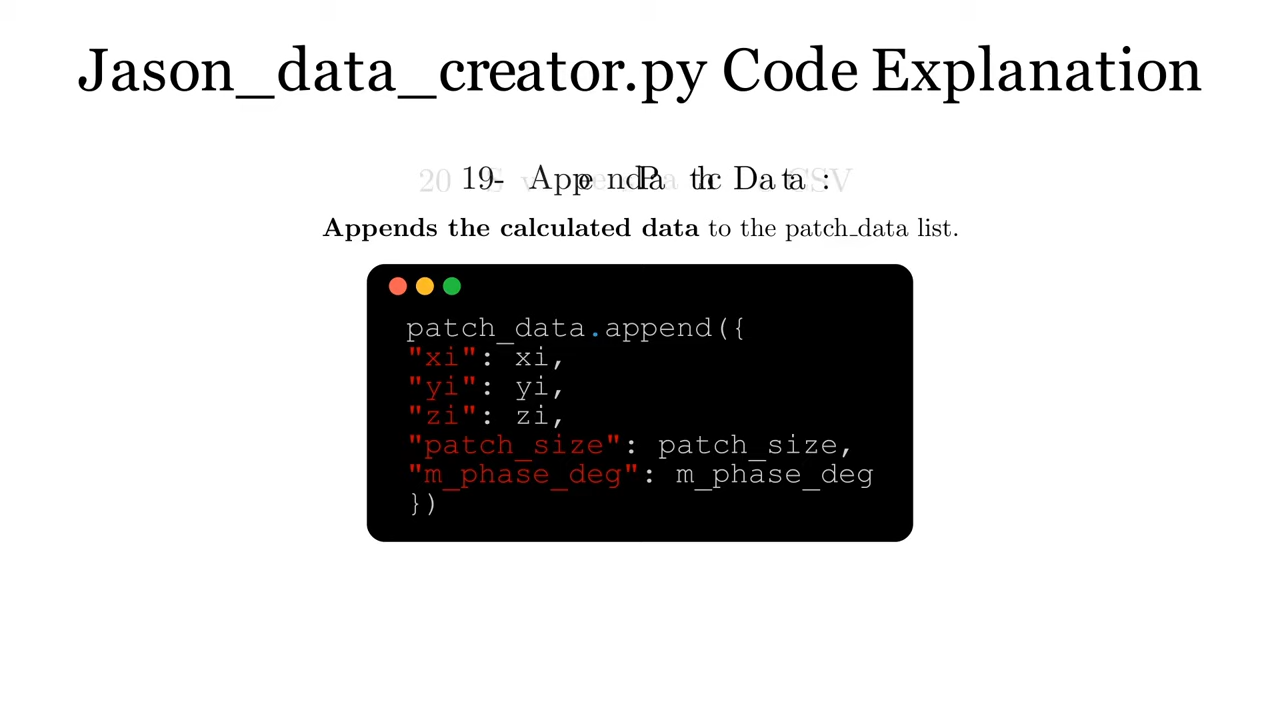 Jason_data_creator.py Code Explanation
19- Append Patch Data :
Appends the calculated data to the patch_data list.
patch_data.append({
"xi": xi,
"yi": yi,
"zi": zi,
"patch_size": patch_size,
"m_phase_deg": m_phase_deg
})